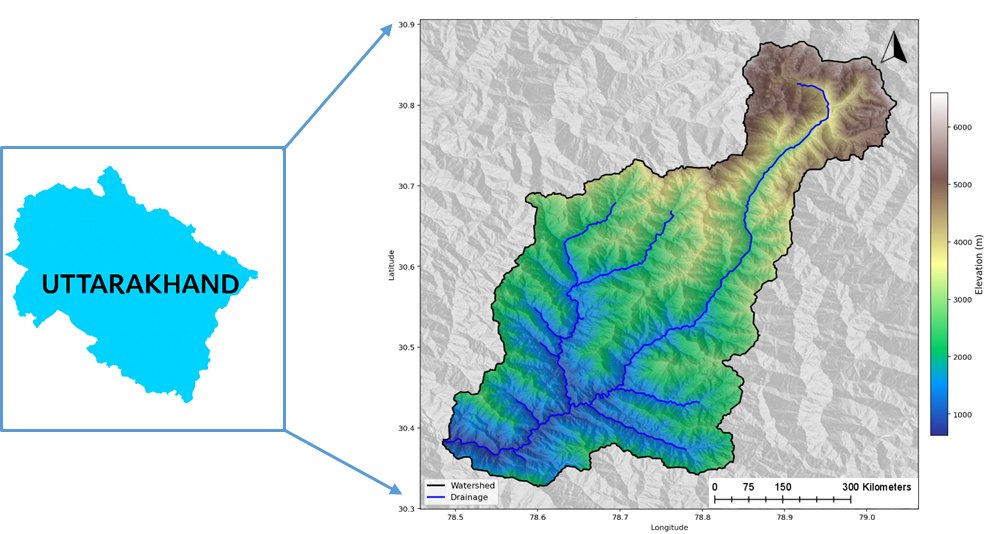 UTTARAKHAND
30.9
30.8
30.7
30.6
30.5
30.4
30.3
Latitude
78.5
78.6
78.7
78.8
78.9
79.0
Longitude
Watershed
Drainage
0 75 150 300 Kilometers
6000
5000
4000
3000
2000
1000
Elevation (m)